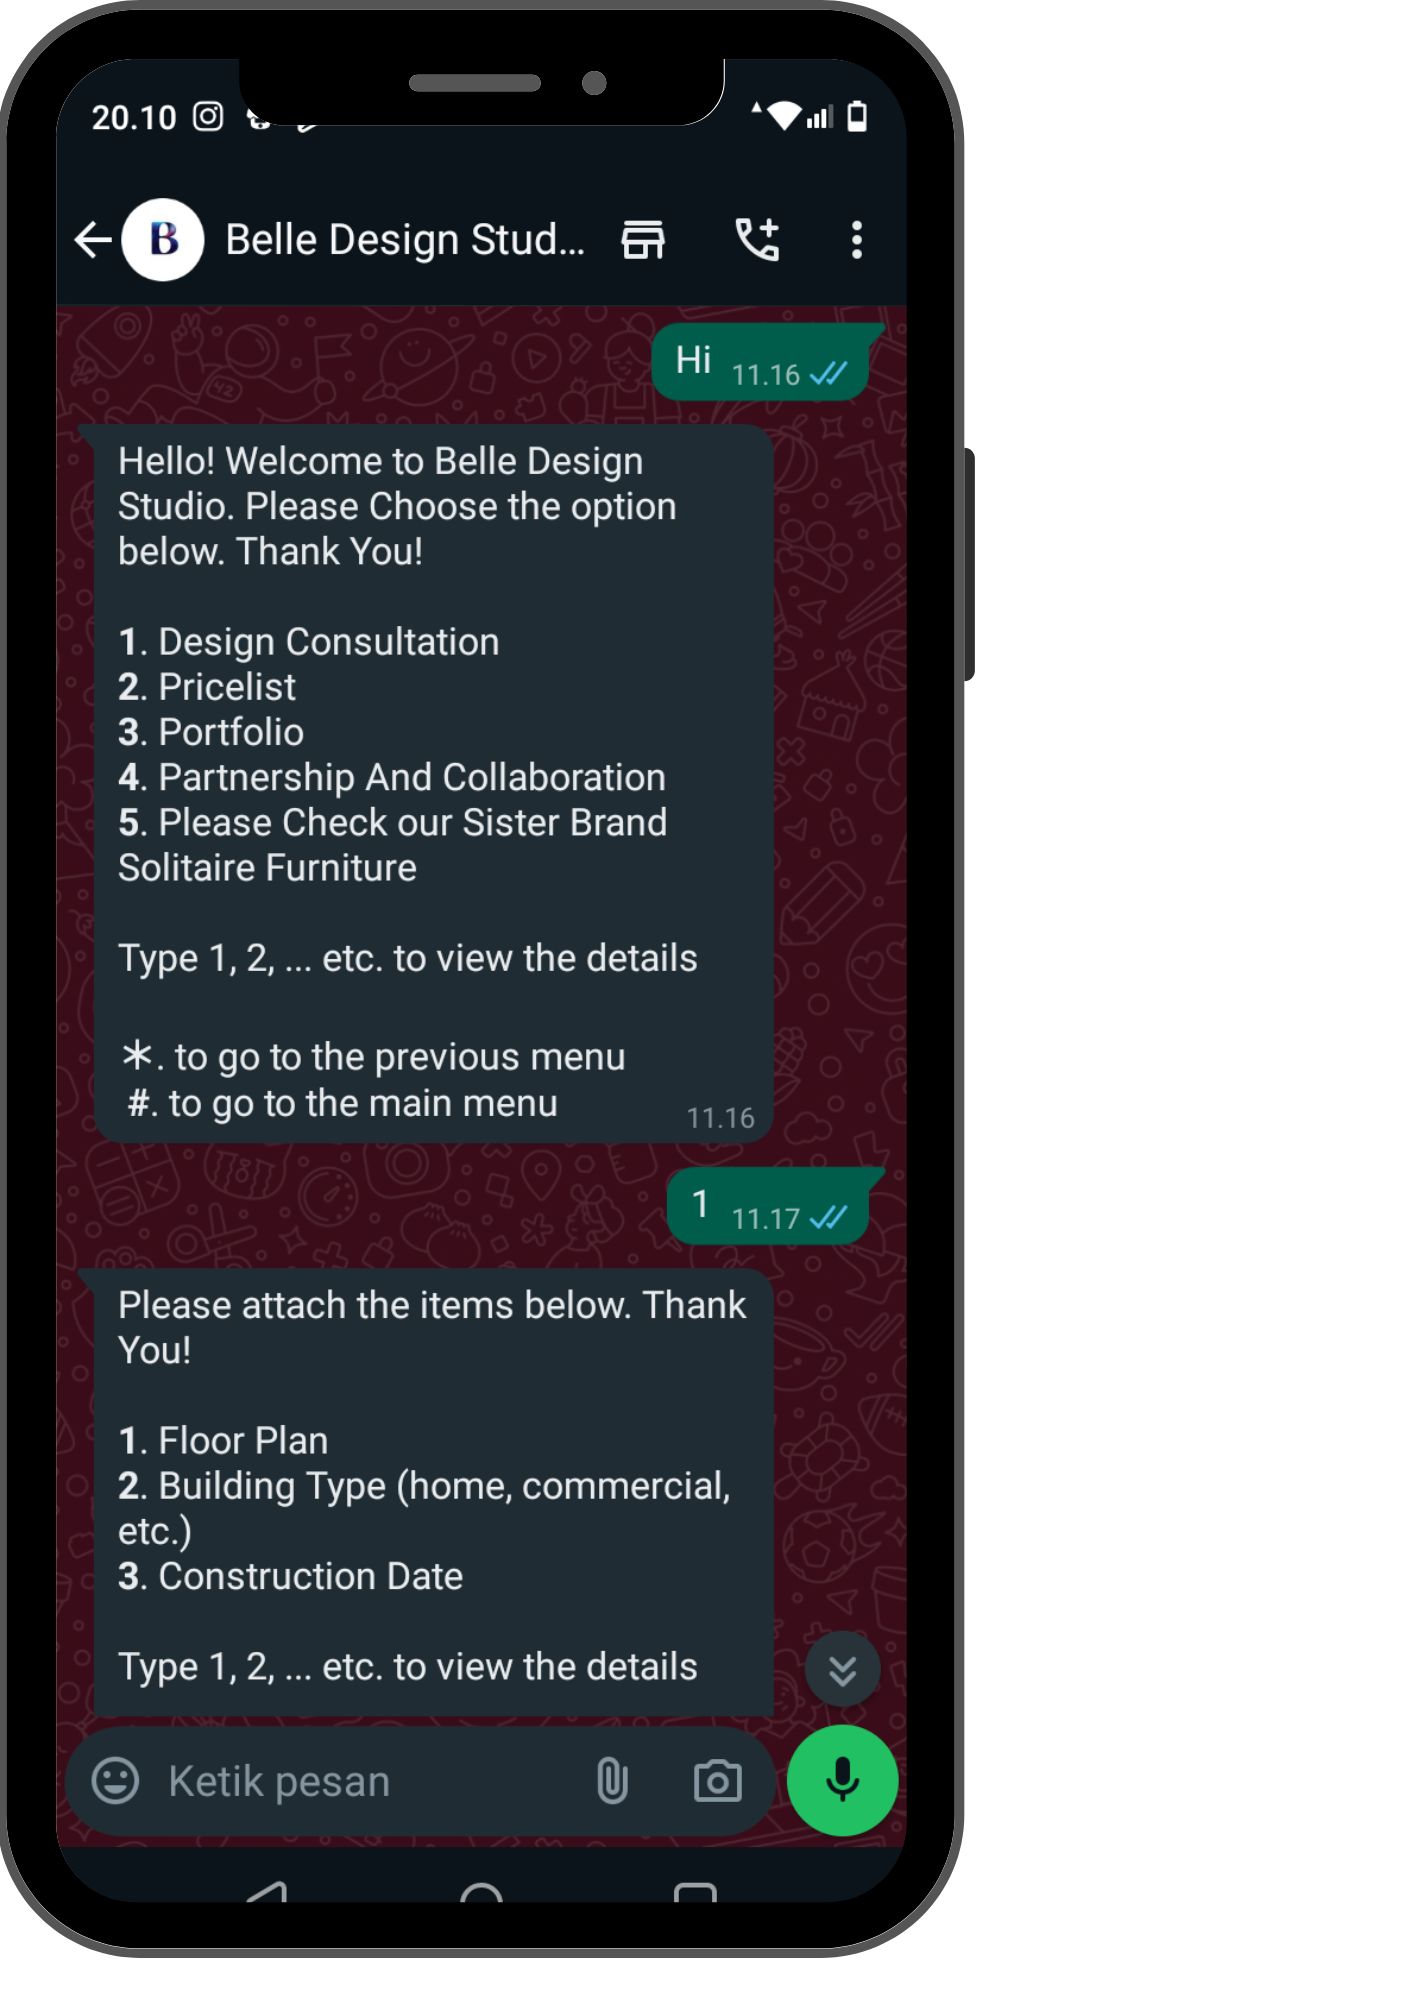 20.10
B Belle Design Stud...
Hi 11.16
Hello! Welcome to Belle Design
Studio. Please Choose the option
below. Thank You!
1. Design Consultation
2. Pricelist
3. Portfolio
4. Partnership And Collaboration
5. Please Check our Sister Brand
Solitaire Furniture
Type 1, 2, ... etc. to view the details
*. to go to the previous menu
#. to go to the main menu
11.16
1 11.17
Please attach the items below. Thank
You!
1. Floor Plan
2. Building Type (home, commercial,
etc.)
3. Construction Date
Type 1, 2, ... etc. to view the details
Ketik pesan